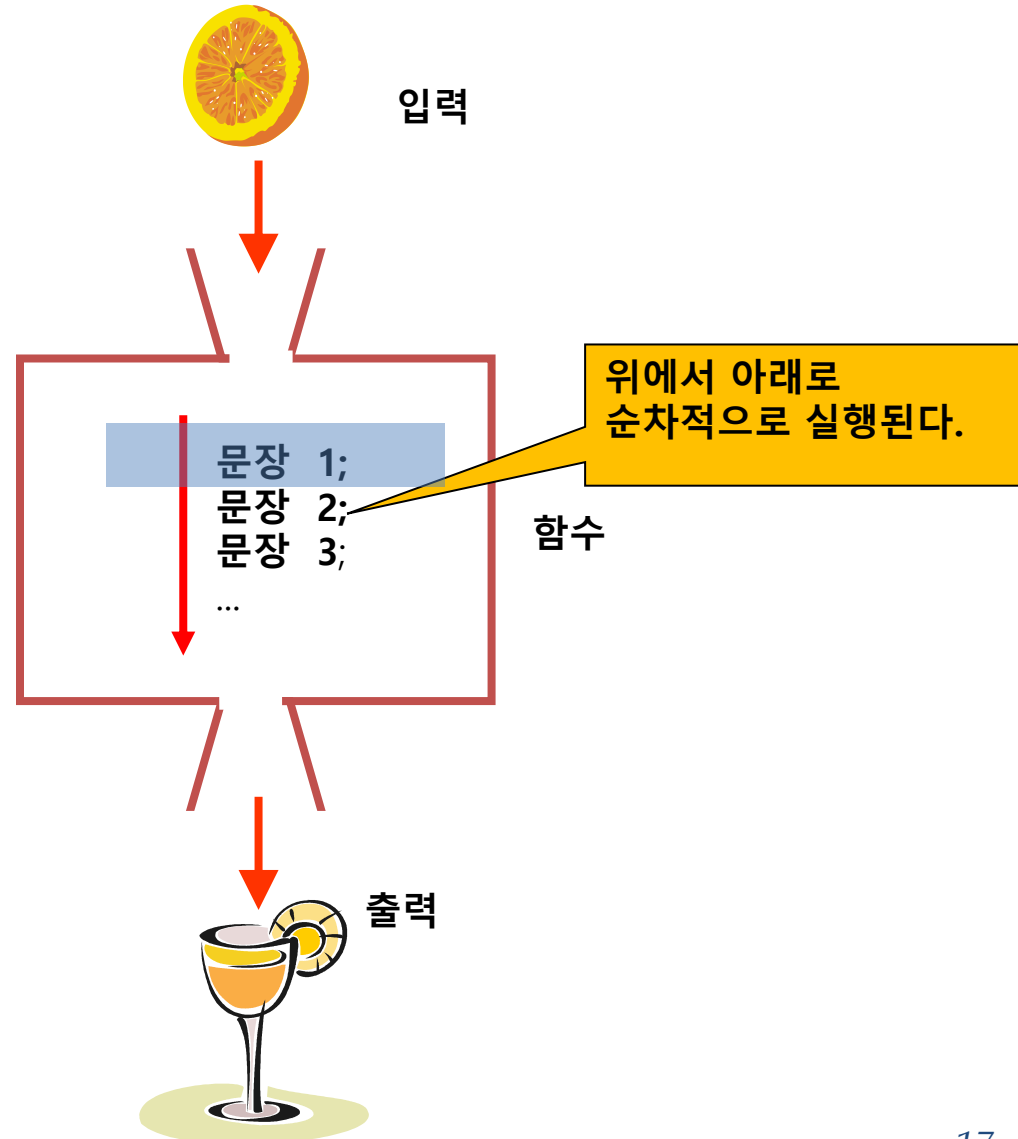 입력
위에서 아래로
순차적으로 실행된다.
문장 1;
문장 2;
문장 3;
...
함수
출력
17